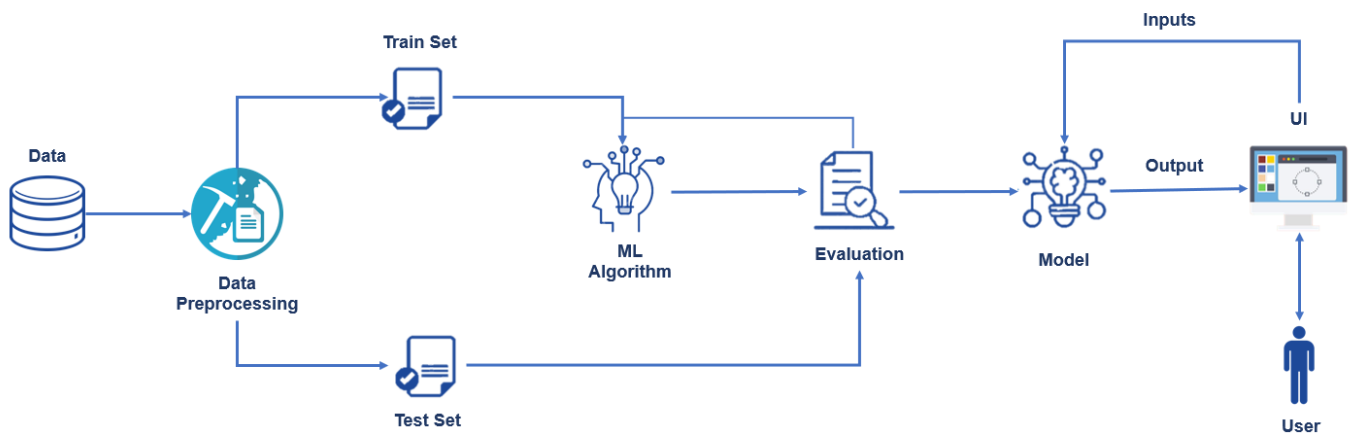 Inputs
Train Set
UI
Data
Output
ML
Algorithm
Evaluation
Model
Data
Preprocessing
Test Set
User